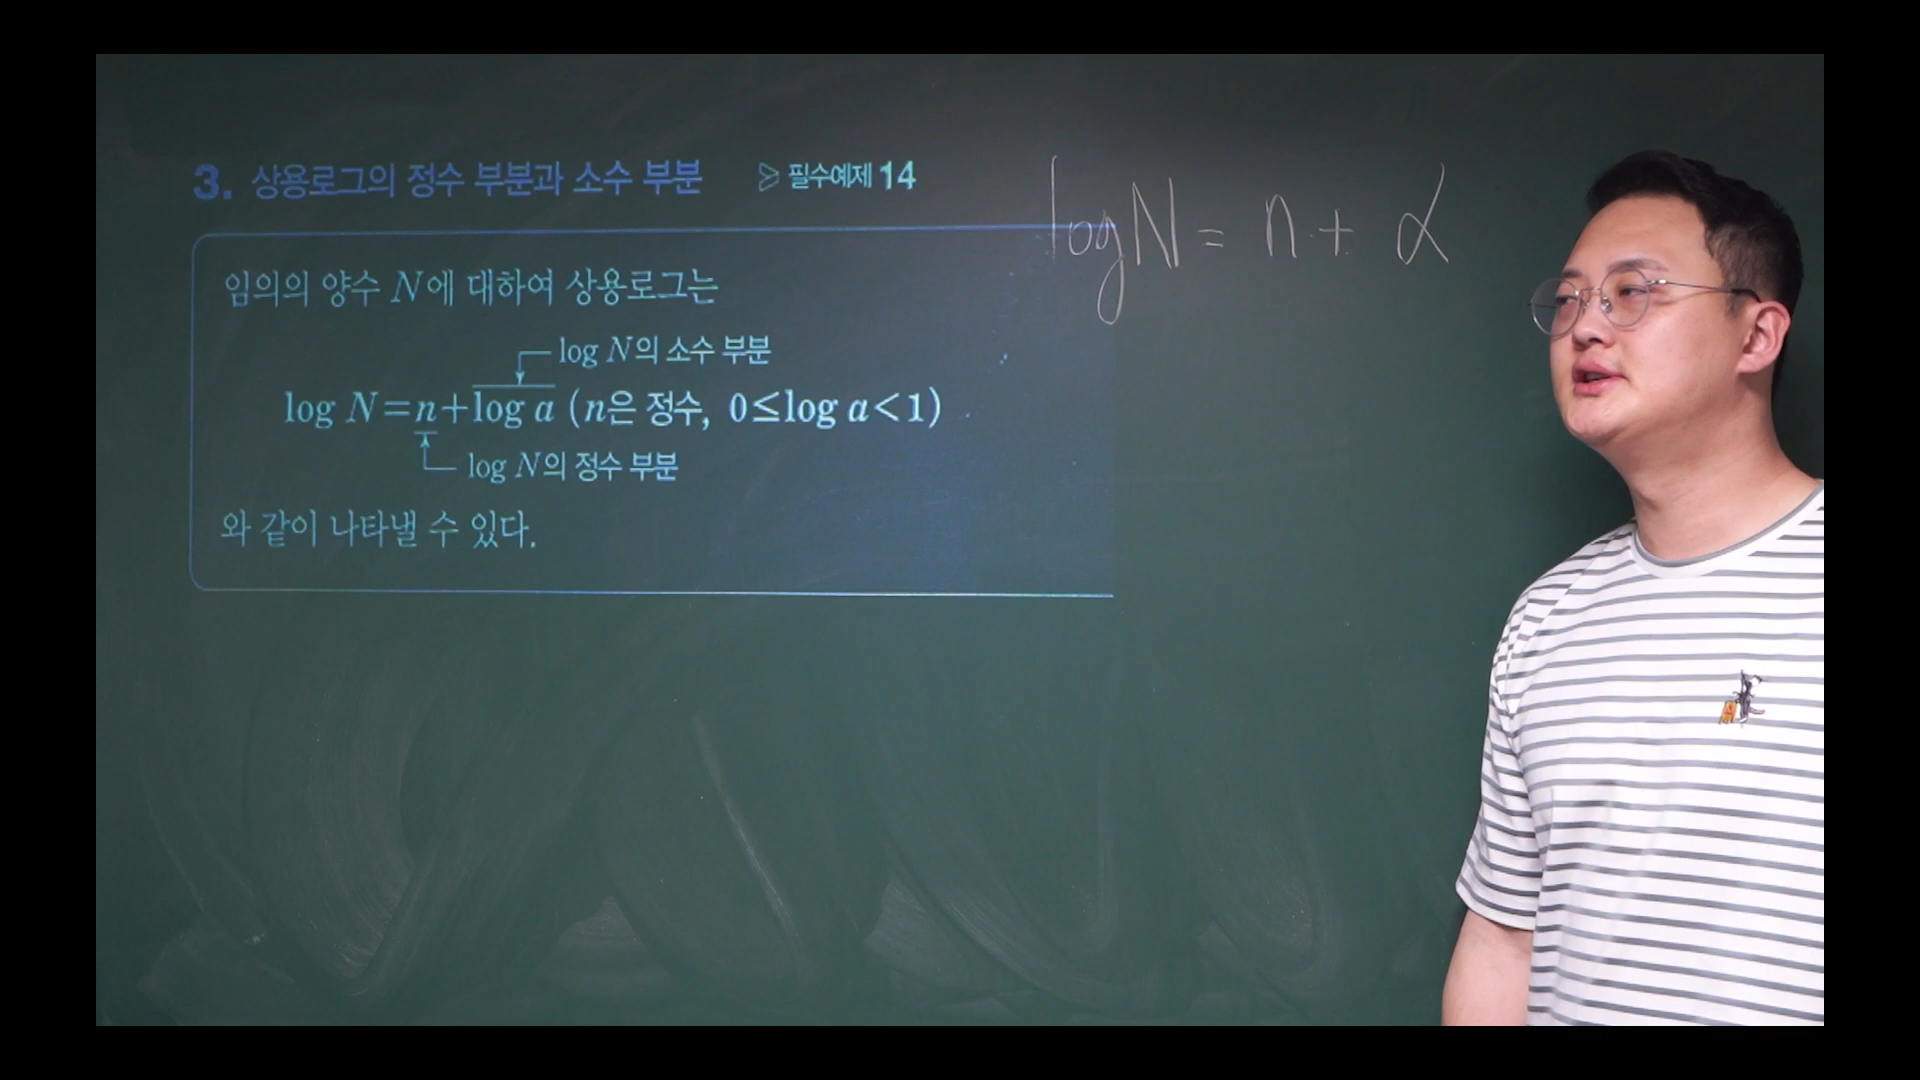 3. 상용로그의 정수 부분과 소수 부분 ▷ 필수예제 14
log N = n + α
임의의 양수 N에 대하여 상용로그는
log N의 소수 부분
log N=n+log a (n은 정수, 0≤log a<1)
log N의 정수 부분
와 같이 나타낼 수 있다.